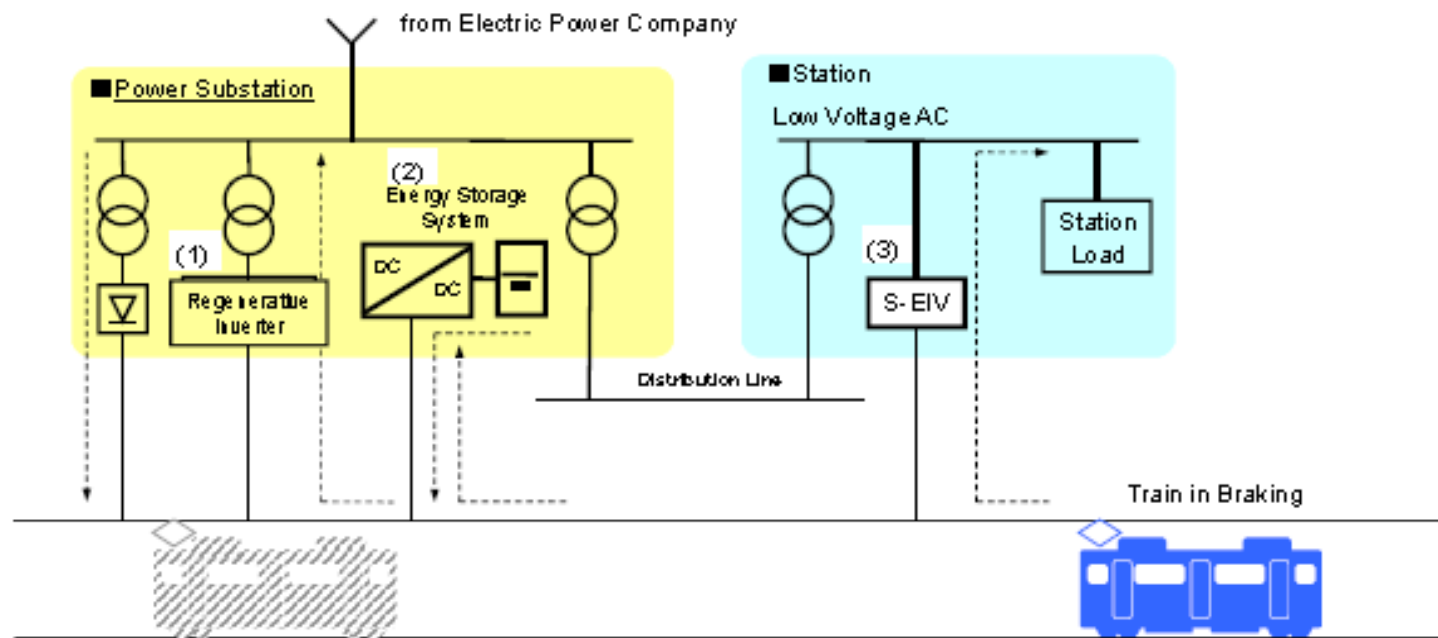 from Electric Power Company
■Power Substation
■Station
Low Voltage AC
(2)
Energy Storage
System
(1)
(3)
Station
Load
DC
DC
Regenerative
Inverter
S-EIV
Distribution Line
Train in Braking